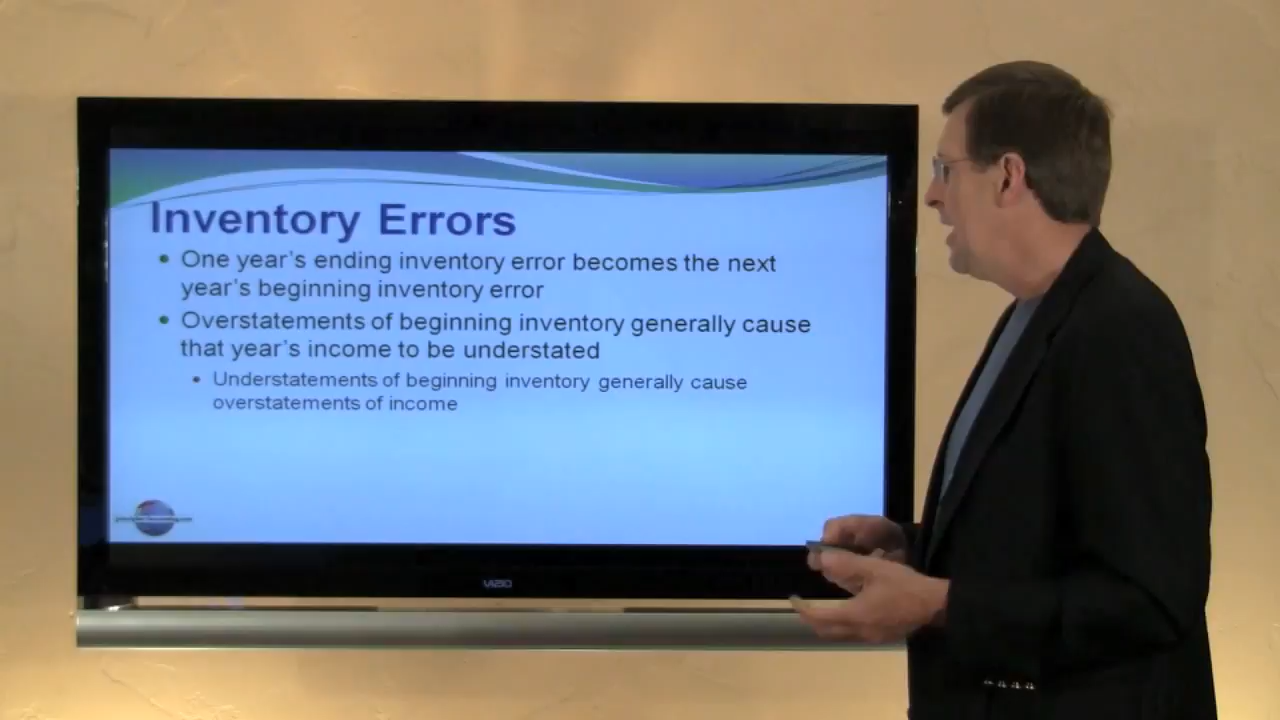 Inventory Errors
• One year's ending inventory error becomes the next
year's beginning inventory error
• Overstatements of beginning inventory generally cause
that year's income to be understated
• Understatements of beginning inventory generally cause
overstatements of income
VIZIO